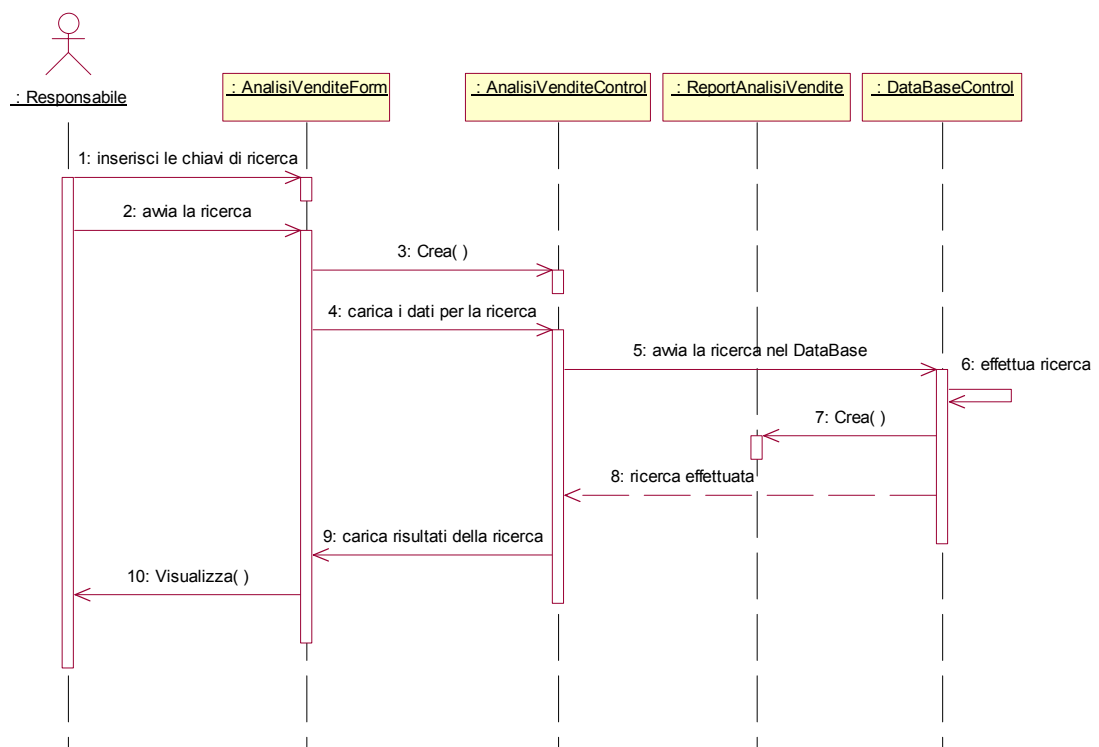 : Responsabile
: AnalisiVenditeForm
: AnalisiVenditeControl
: ReportAnalisiVendite
: DataBaseControl
1: inserisci le chiavi di ricerca
2: avvia la ricerca
3: Crea( )
4: carica i dati per la ricerca
5: avvia la ricerca nel DataBase
6: effettua ricerca
7: Crea( )
8: ricerca effettuata
9: carica risultati della ricerca
10: Visualizza( )